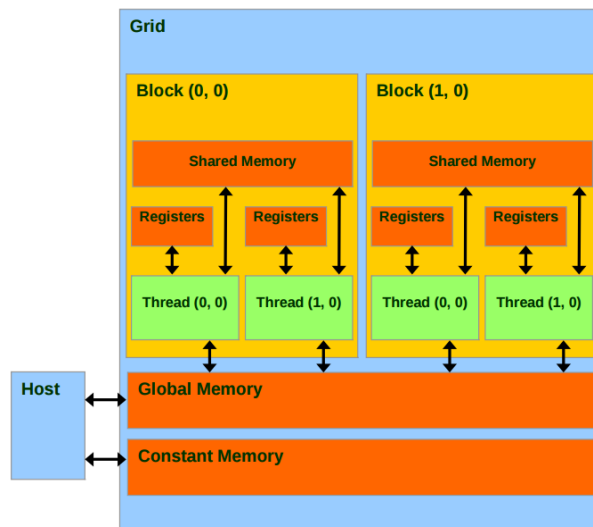 Grid
Block (0, 0)
Block (1, 0)
Shared Memory
Shared Memory
Registers
Registers
Registers
Registers
Thread (0, 0)
Thread (1, 0)
Thread (0, 0)
Thread (1, 0)
Host
Global Memory
Constant Memory